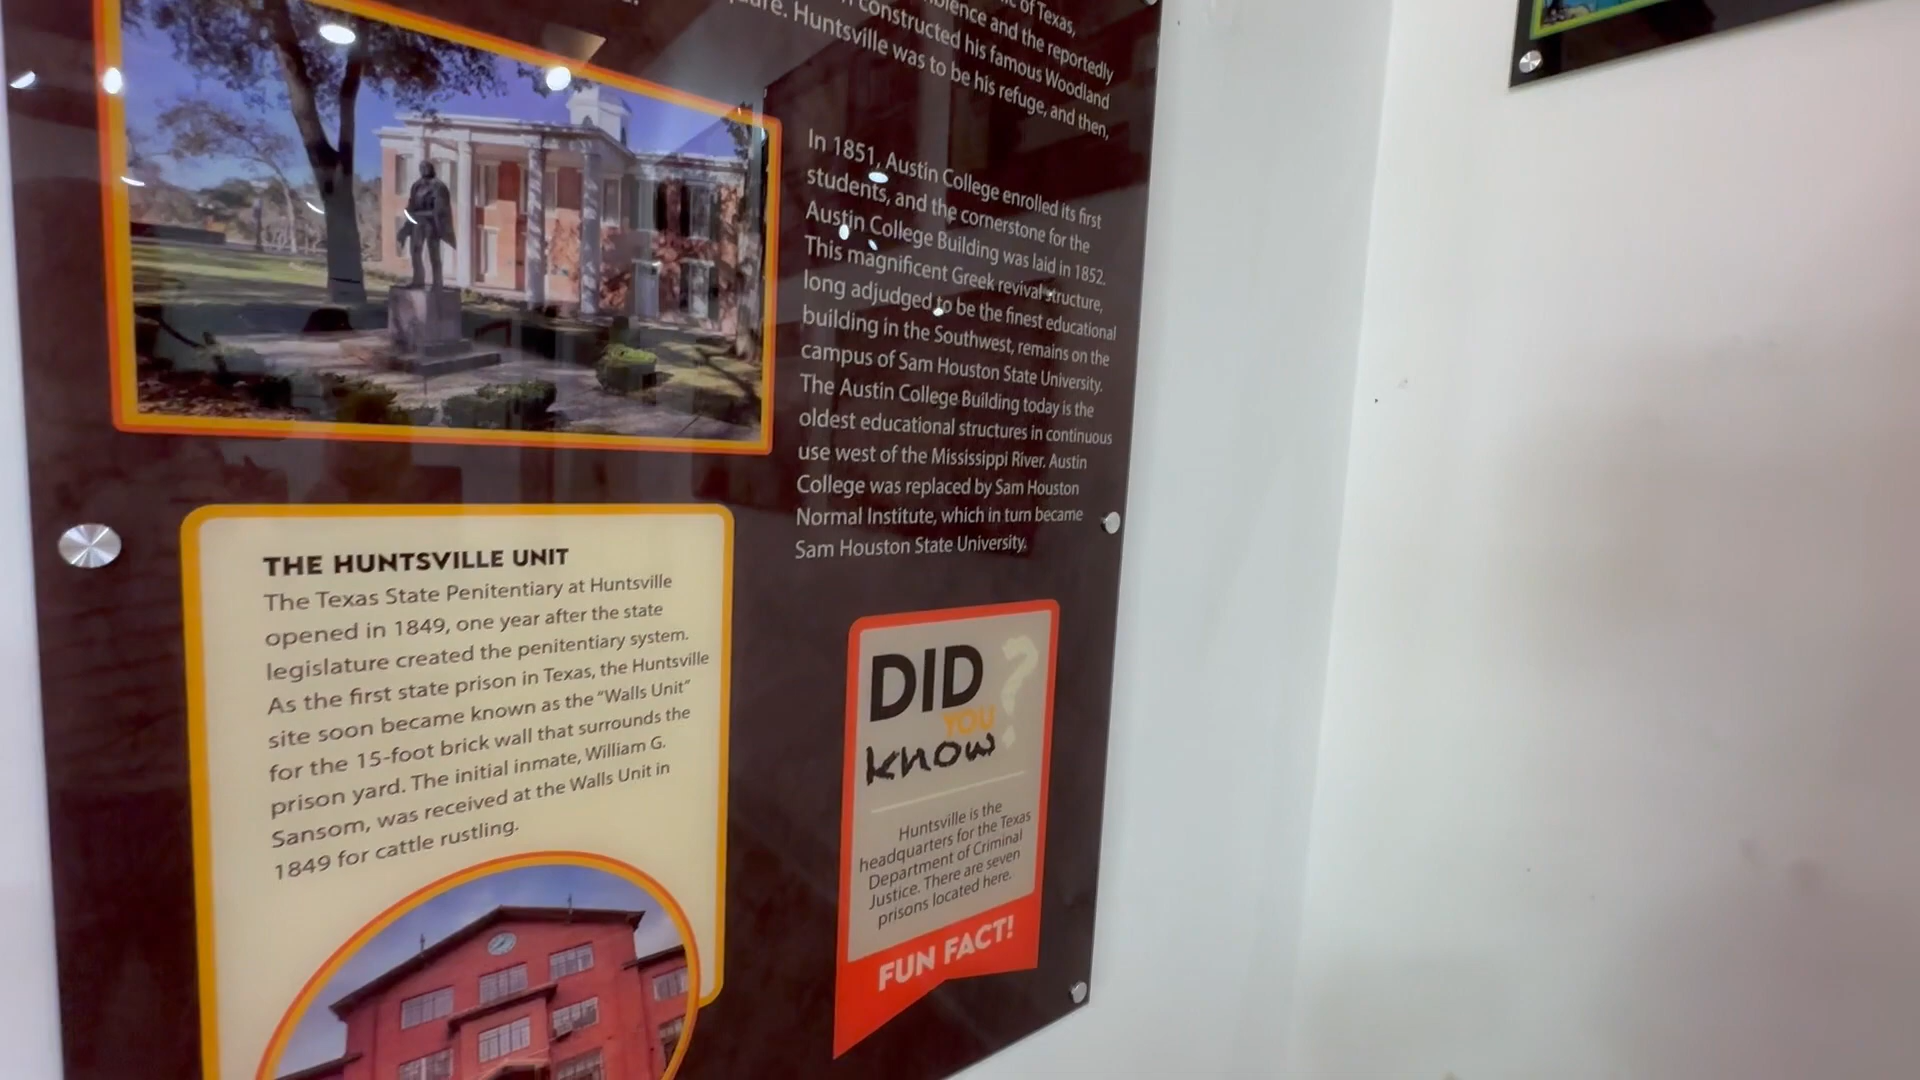 of Texas,
and the reportedly
constructed his famous Woodland
Huntsville was to be his refuge, and then,
In 1851, Austin College enrolled its first
students, and the cornerstone for the
Austin College Building was laid in 1852.
This magnificent Greek revival structure,
long adjudged to be the finest educational
building in the Southwest, remains on the
campus of Sam Houston State University.
The Austin College Building today is the
oldest educational structures in continuous
use west of the Mississippi River. Austin
College was replaced by Sam Houston
Normal Institute, which in turn became
Sam Houston State University.
THE HUNTSVILLE UNIT
The Texas State Penitentiary at Huntsville
opened in 1849, one year after the state
legislature created the penitentiary system.
As the first state prison in Texas, the Huntsville
site soon became known as the "Walls Unit"
for the 15-foot brick wall that surrounds the
prison yard. The initial inmate, William G.
Sansom, was received at the Walls Unit in
1849 for cattle rustling.
DID
YOU
know
?
Huntsville is the
headquarters for the Texas
Department of Criminal
Justice. There are seven
prisons located here.
FUN FACT!